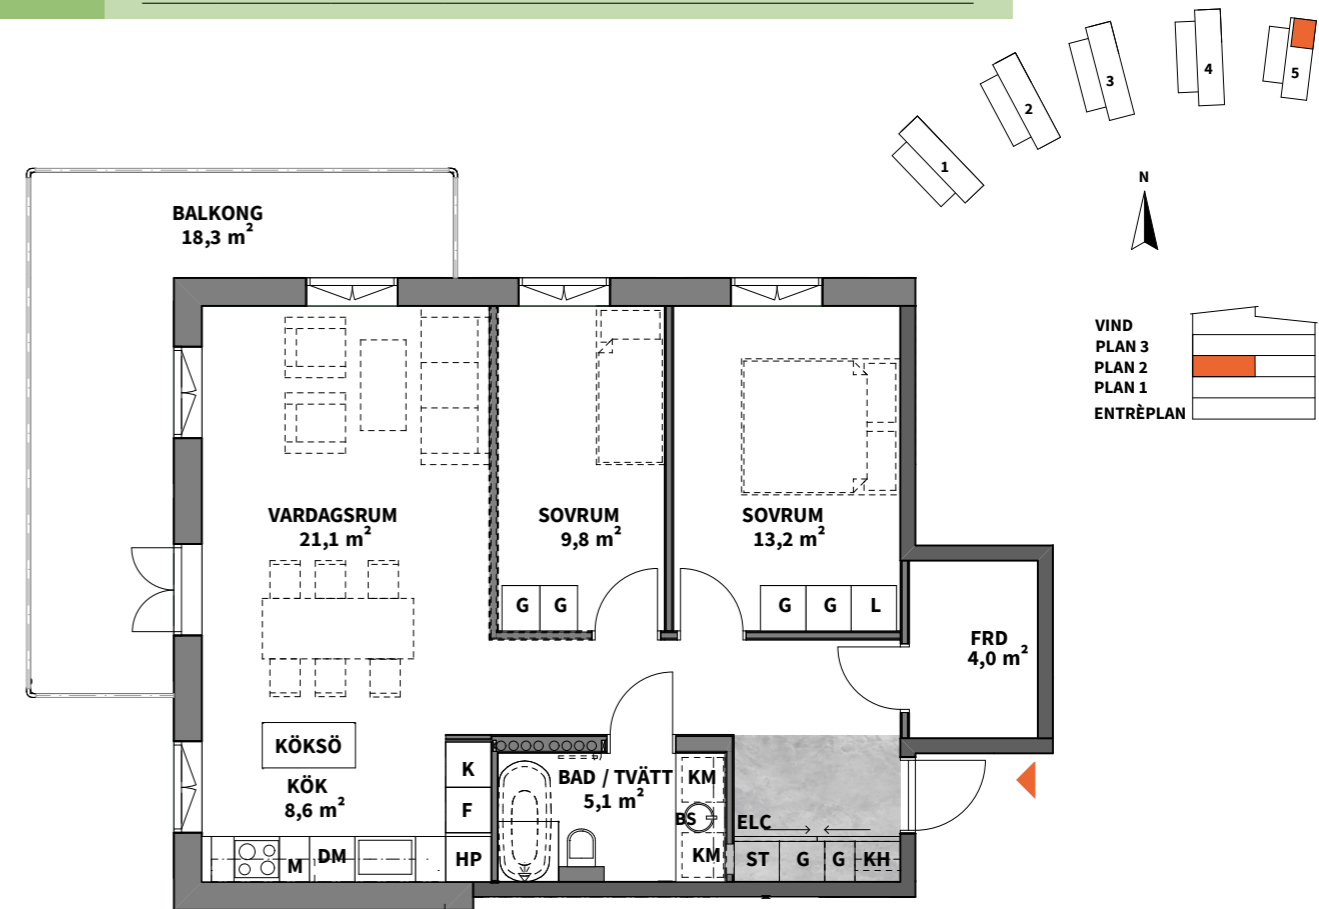 1
2
3
4
5
N
VIND
PLAN 3
PLAN 2
PLAN 1
ENTRÈPLAN
BALKONG
18,3 m²
VARDAGSRUM
21,1 m²
SOVRUM
9,8 m²
SOVRUM
13,2 m²
G G
G G L
FRD
4,0 m²
KÖKSÖ
KÖK
8,6 m²
K
F
HP
M
DM
BAD / TVÄTT
5,1 m²
KM
BS
KM
ELC
ST G G KH